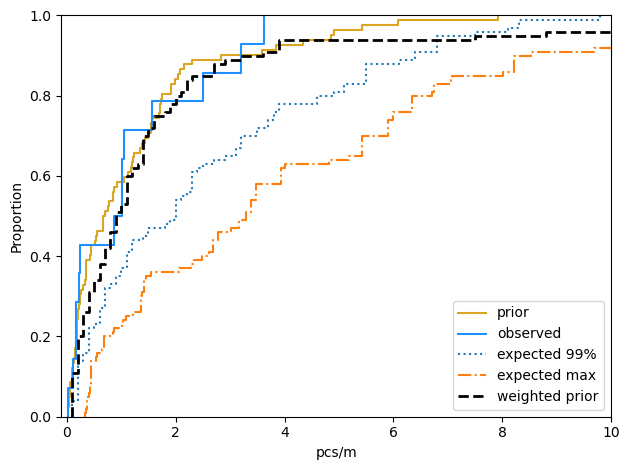 1.0
0.8
0.6
0.4
0.2
0.0
Proportion
0
2
4
6
8
10
pcs/m
prior
observed
expected 99%
expected max
weighted prior